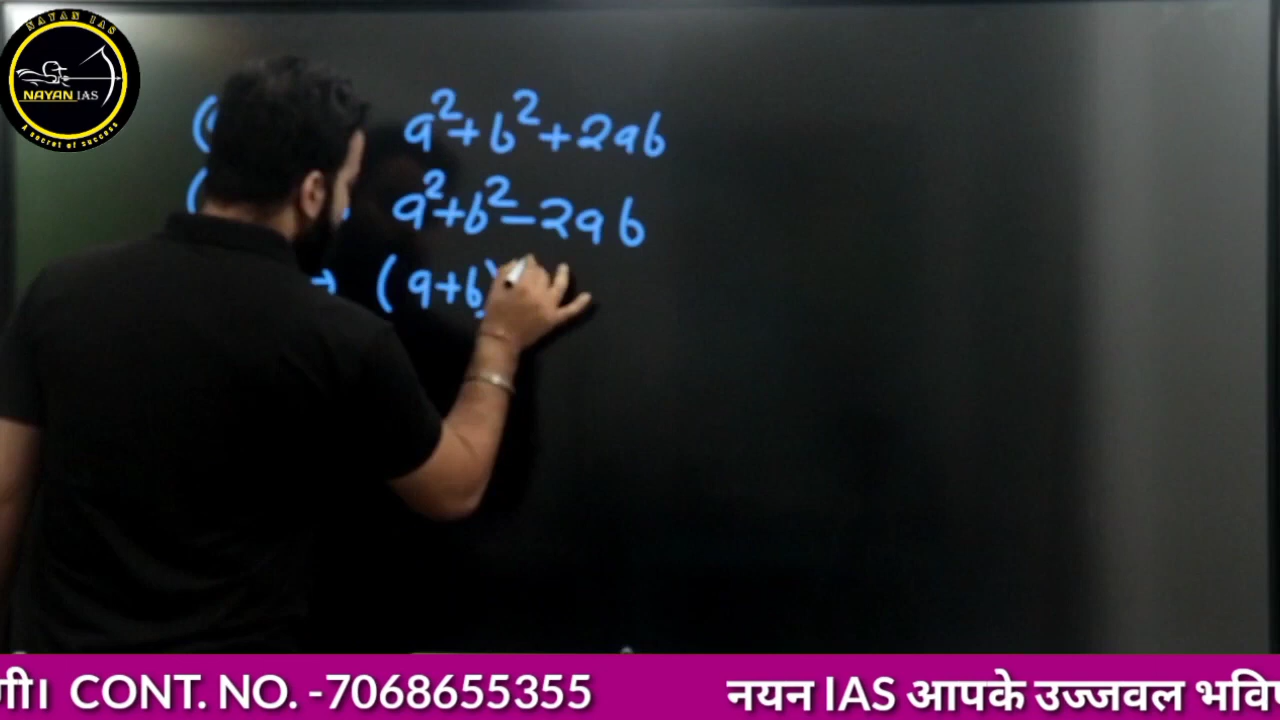 NAYAN IAS
NAYAN IAS
A secret of success
( a²+b²+2ab
( a²+b²-2ab
→ (a+b)
गी। CONT. NO. -7068655355 नयन IAS आपके उज्जवल